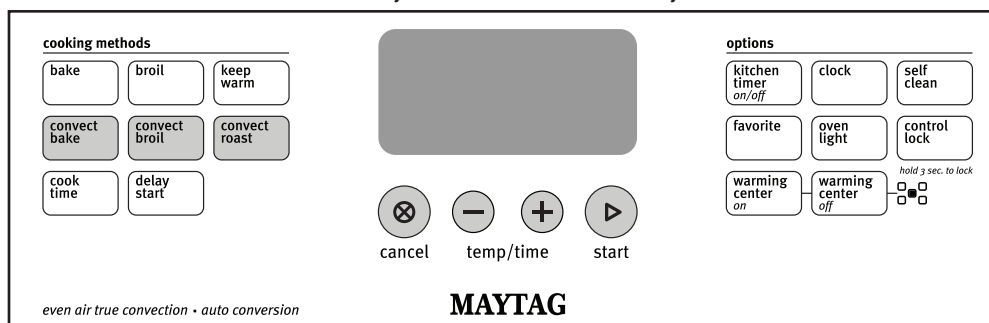 cooking methods
bake
broil
keep
warm
convect
bake
convect
broil
convect
roast
cook
time
delay
start
cancel
temp/time
start
options
kitchen
timer
on/off
clock
self
clean
favorite
oven
light
control
lock
hold 3 sec. to lock
warming
center
on
warming
center
off
even air true convection · auto conversion
MAYTAG